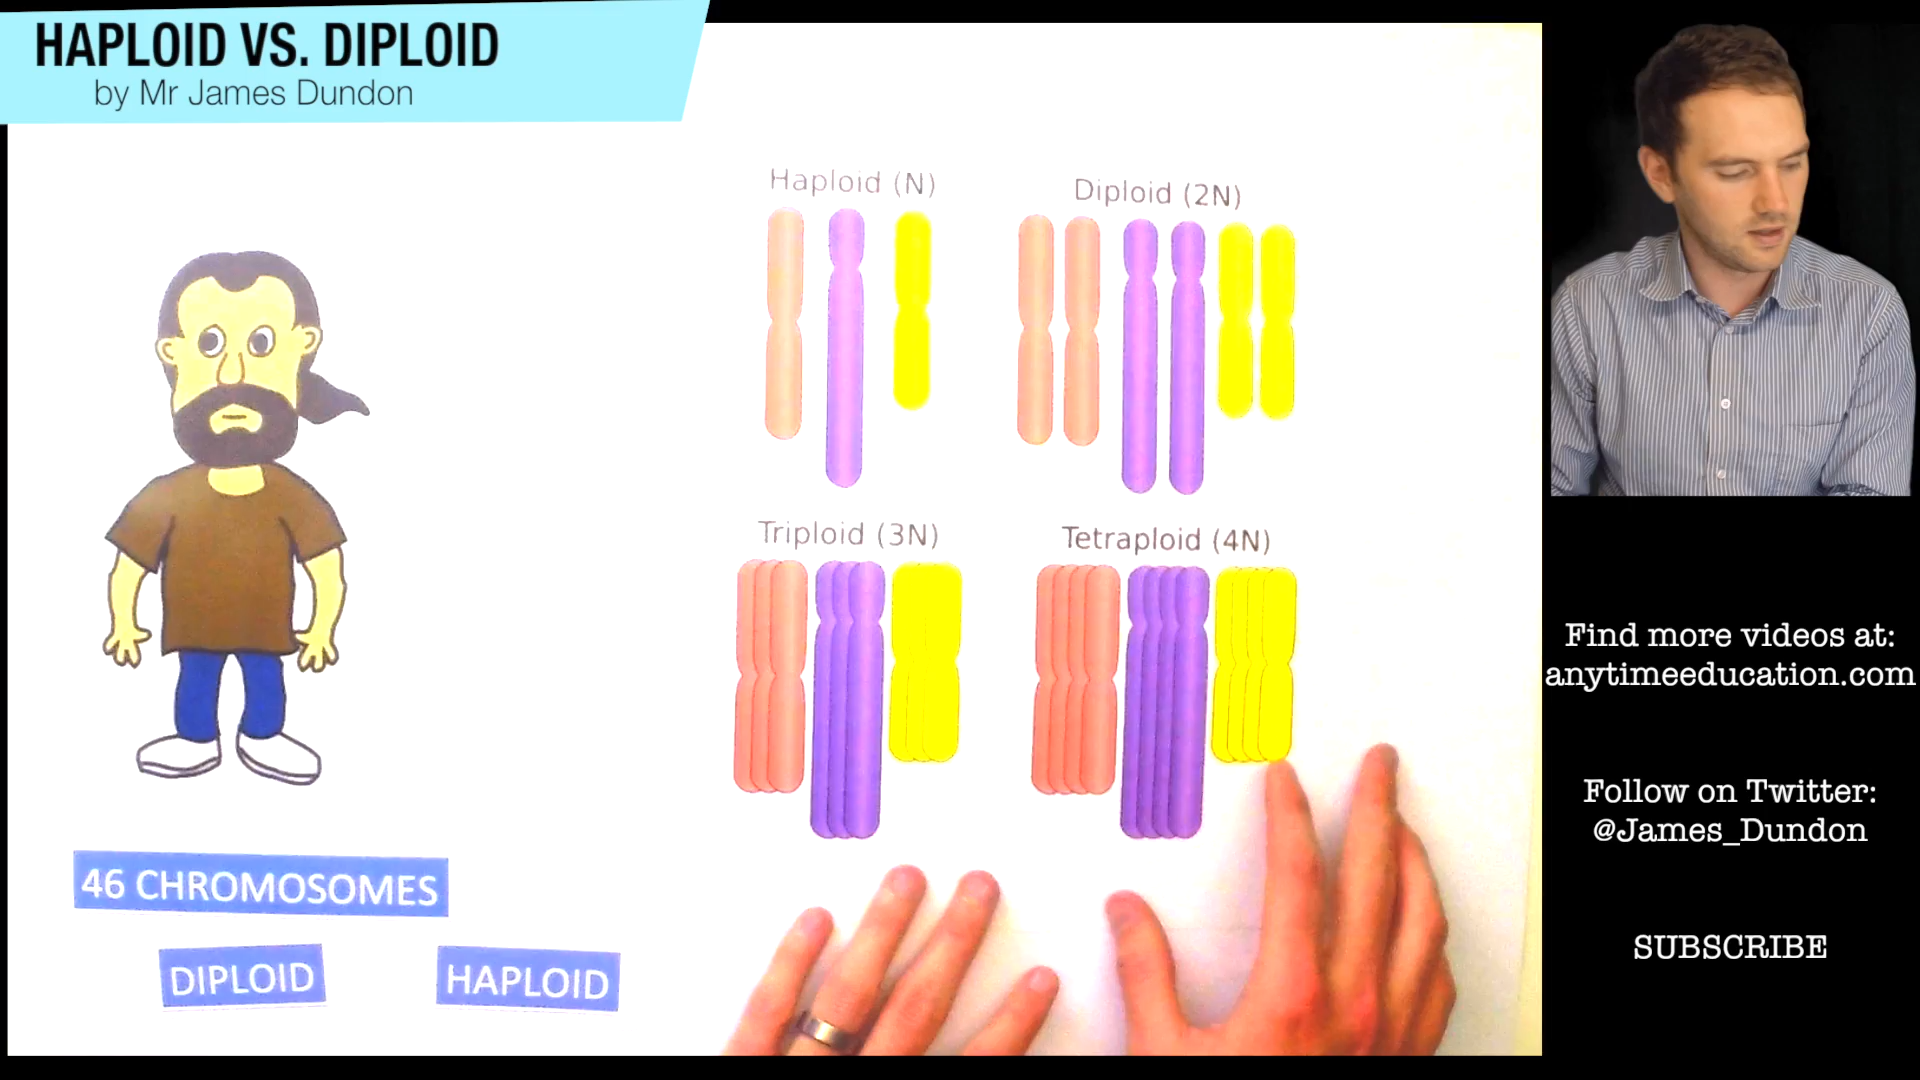 HAPLOID VS. DIPLOID
by Mr James Dundon
Haploid (N)
Diploid (2N)
Triploid (3N)
Tetraploid (4N)
46 CHROMOSOMES
DIPLOID
HAPLOID
Find more videos at:
anytimeeducation.com
Follow on Twitter:
@James_Dundon
SUBSCRIBE